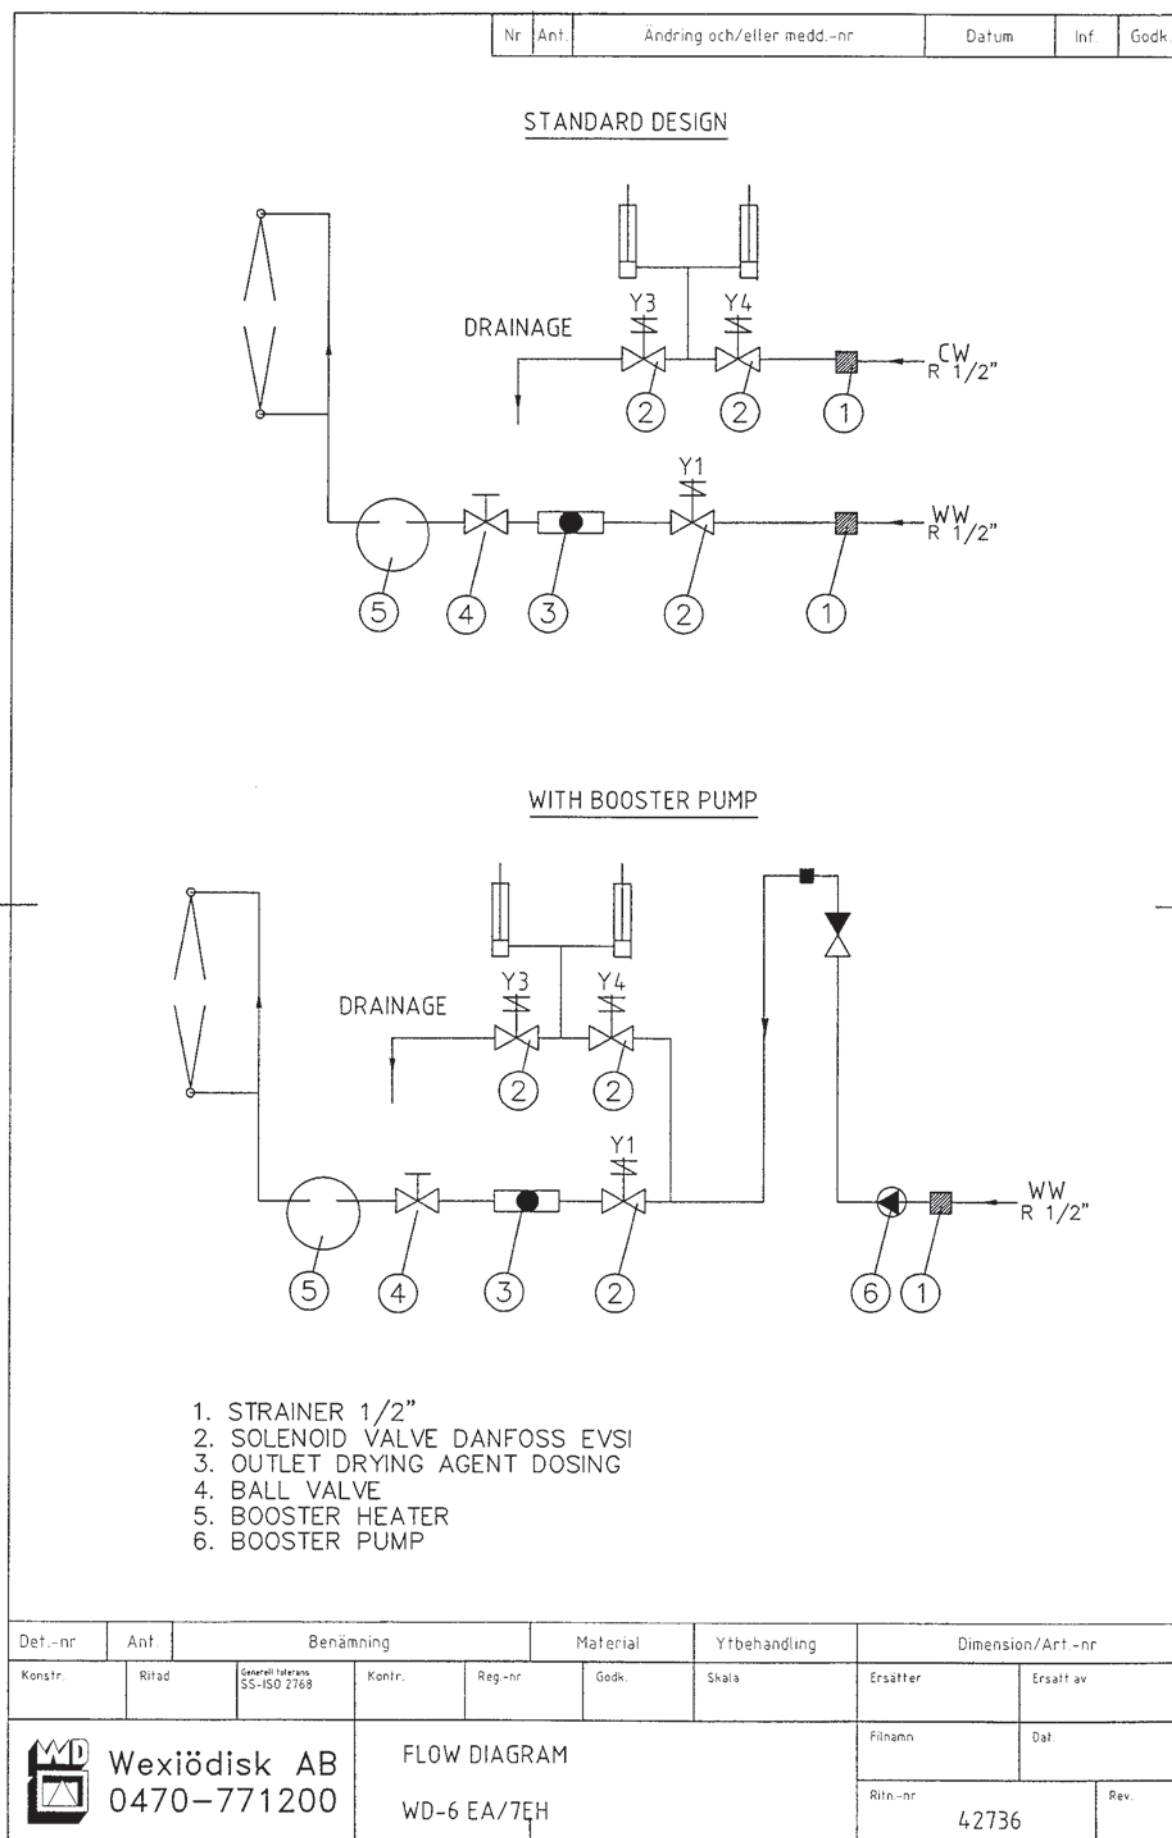 Nr Ant. Ändring och/eller medd.-nr Datum Inf. Godk.
STANDARD DESIGN
Y3 Y4
DRAINAGE
CW
R 1/2"
2 2 1
Y1
WW
R 1/2"
5 4 3 2 1
WITH BOOSTER PUMP
Y3 Y4
DRAINAGE
2 2
Y1
WW
R 1/2"
5 4 3 2 6 1
1. STRAINER 1/2"
2. SOLENOID VALVE DANFOSS EVSI
3. OUTLET DRYING AGENT DOSING
4. BALL VALVE
5. BOOSTER HEATER
6. BOOSTER PUMP
Det.-nr Ant. Benämning Material Ytbehandling Dimension/Art.-nr
Konstr. Ritad Generell tolerans Kontr. Reg.-nr Godk. Skala Ersätter Ersatt av
SS-ISO 2768
WD Wexiödisk AB
0470-771200
FLOW DIAGRAM
WD-6 EA/7EH
Filnamn Dat.
Ritn.-nr Rev.
42736